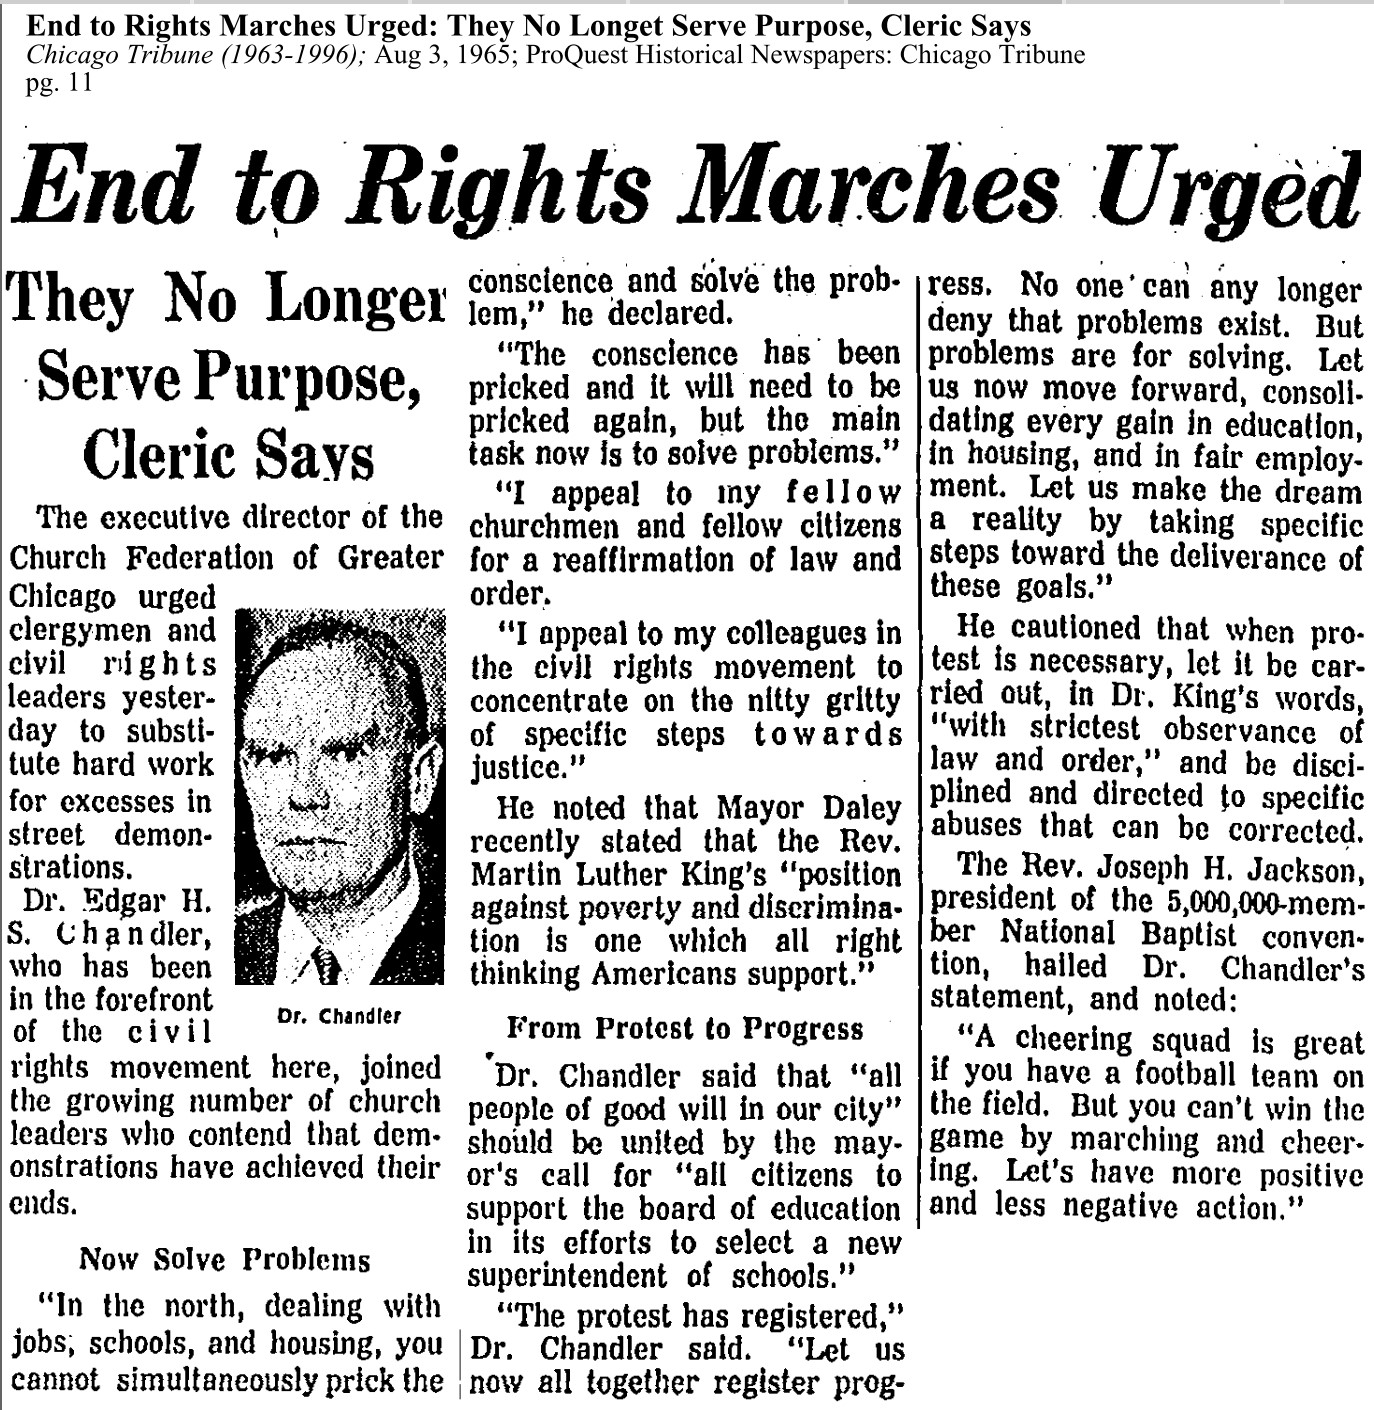 End to Rights Marches Urged: They No Longet Serve Purpose, Cleric Says
Chicago Tribune (1963-1996); Aug 3, 1965; ProQuest Historical Newspapers: Chicago Tribune
pg. 11
End to Rights Marches Urged
They No Longer
Serve Purpose,
Cleric Says
The executive director of the
Church Federation of Greater
Chicago urged
clergymen and
civil rights
leaders yester-
day to substi-
tute hard work
for excesses in
street demon-
strations.
Dr. Edgar H.
S. Chandler,
who has been
in the forefront
of the civil
Dr. Chandler
rights movement here, joined
the growing number of church
leaders who contend that dem-
onstrations have achieved their
ends.
Now Solve Problems
"In the north, dealing with
jobs, schools, and housing, you
cannot simultaneously prick the
conscience and solve the prob-
lem," he declared.
"The conscience has been
pricked and it will need to be
pricked again, but the main
task now is to solve problems."
"I appeal to my fellow
churchmen and fellow citizens
for a reaffirmation of law and
order.
"I appeal to my colleagues in
the civil rights movement to
concentrate on the nitty gritty
of specific steps towards
justice."
He noted that Mayor Daley
recently stated that the Rev.
Martin Luther King's "position
against poverty and discrimina-
tion is one which all right
thinking Americans support."
From Protest to Progress
Dr. Chandler said that "all
people of good will in our city"
should be united by the may-
or's call for "all citizens to
support the board of education
in its efforts to select a new
superintendent of schools."
"The protest has registered,"
Dr. Chandler said. "Let us
now all together register prog-
ress. No one can any longer
deny that problems exist. But
problems are for solving. Let
us now move forward, consoli-
dating every gain in education,
in housing, and in fair employ-
ment. Let us make the dream
a reality by taking specific
steps toward the deliverance of
these goals."
He cautioned that when pro-
test is necessary, let it be car-
ried out, in Dr. King's words,
"with strictest observance of
law and order," and be disci-
plined and directed to specific
abuses that can be corrected.
The Rev. Joseph H. Jackson,
president of the 5,000,000-mem-
ber National Baptist conven-
tion, hailed Dr. Chandler's
statement, and noted:
"A cheering squad is great
if you have a football team on
the field. But you can't win the
game by marching and cheer-
ing. Let's have more positive
and less negative action."